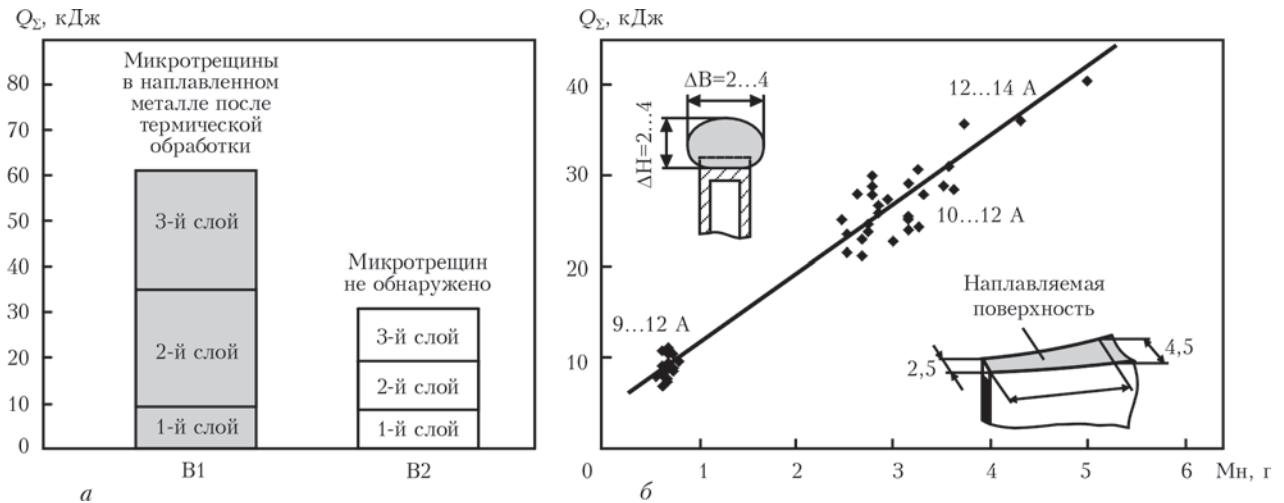 Q_Σ, кДж
Микротрещины
в наплавленном
металле после
термической
обработки
80
70
60
50
40
30
20
10
0
3-й слой
2-й слой
1-й слой
Микротрещин
не обнаружено
3-й слой
2-й слой
1-й слой
В1
В2
а
Q_Σ, кДж
40
30
20
10
0
ΔВ=2...4
ΔН=2...4
12...14 А
10...12 А
9...12 А
Наплавляемая
поверхность
2,5
4,5
1
2
3
4
5
6
Мн, г
б